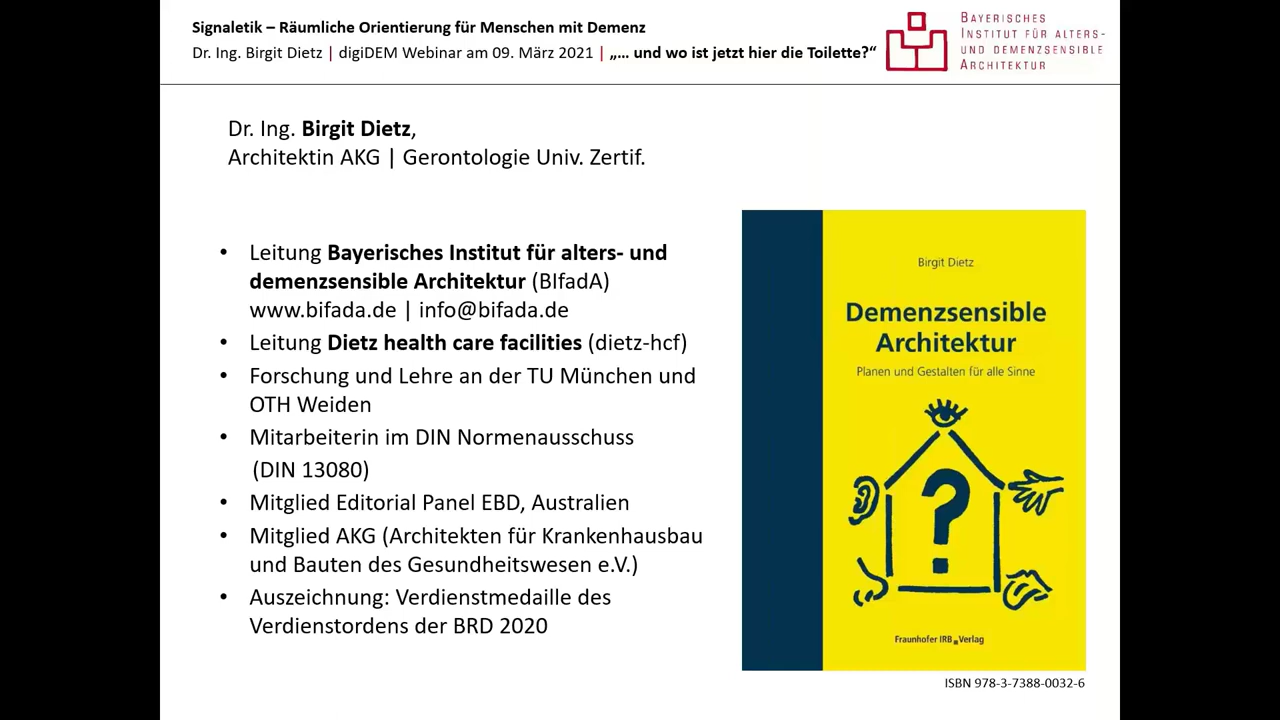 Signaletik – Räumliche Orientierung für Menschen mit Demenz
Dr. Ing. Birgit Dietz | digiDEM Webinar am 09. März 2021 | „… und wo ist jetzt hier die Toilette?“
BAYERISCHES
INSTITUT FÜR ALTERS-
UND DEMENZSENSIBLE
ARCHITEKTUR
Dr. Ing. Birgit Dietz,
Architektin AKG | Gerontologie Univ. Zertif.
• Leitung Bayerisches Institut für alters- und
demenzsensible Architektur (BIfadA)
www.bifada.de | info@bifada.de
• Leitung Dietz health care facilities (dietz-hcf)
• Forschung und Lehre an der TU München und
OTH Weiden
• Mitarbeiterin im DIN Normenausschuss
(DIN 13080)
• Mitglied Editorial Panel EBD, Australien
• Mitglied AKG (Architekten für Krankenhausbau
und Bauten des Gesundheitswesen e.V.)
• Auszeichnung: Verdienstmedaille des
Verdienstordens der BRD 2020
Birgit Dietz
Demenzsensible
Architektur
Planen und Gestalten für alle Sinne
?
Fraunhofer IRB Verlag
ISBN 978-3-7388-0032-6